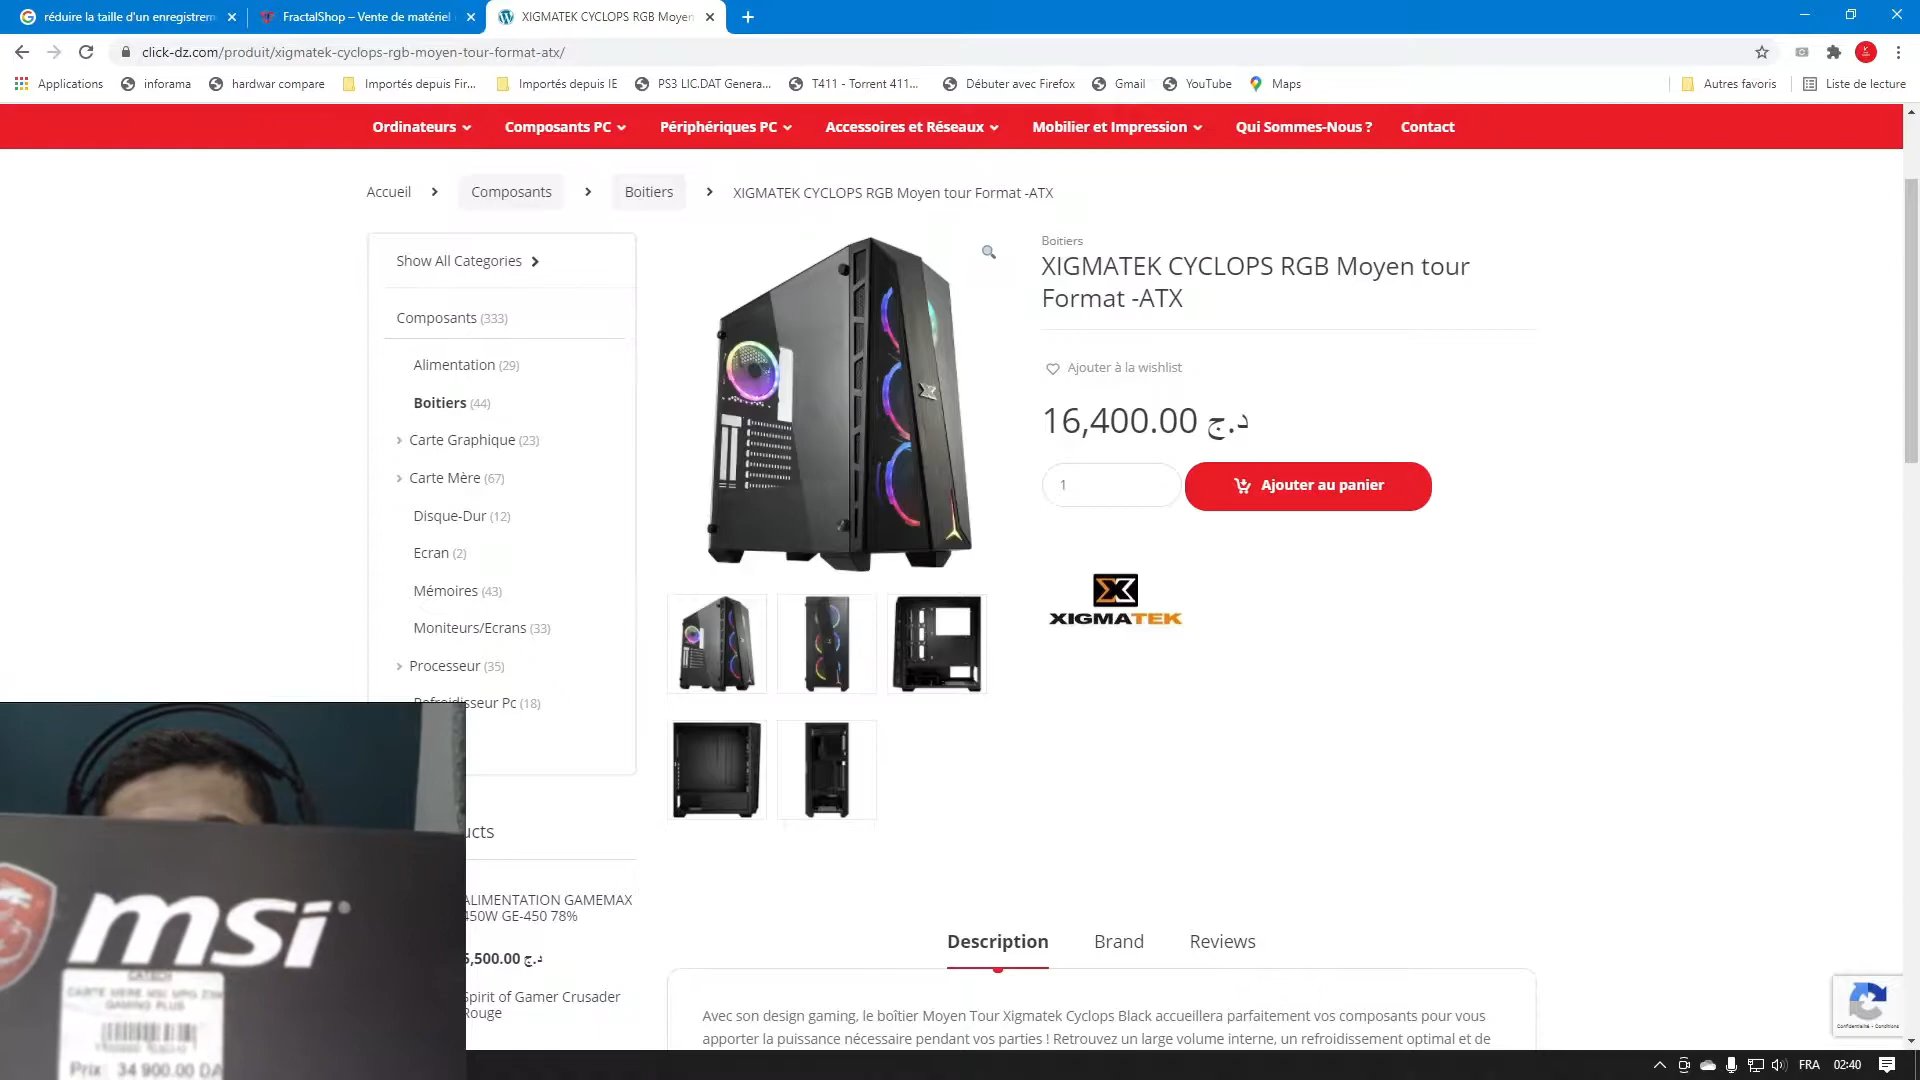 réduire la taille d'un enregistrem
FractalShop – Vente de matériel
XIGMATEK CYCLOPS RGB Moyen
click-dz.com/produit/xigmatek-cyclops-rgb-moyen-tour-format-atx/
Applications
inforama
hardwar compare
Importés depuis Fir...
Importés depuis IE
PS3 LIC.DAT Genera...
T411 - Torrent 411...
Débuter avec Firefox
Gmail
YouTube
Maps
Autres favoris
Liste de lecture
Ordinateurs
Composants PC
Périphériques PC
Accessoires et Réseaux
Mobilier et Impression
Qui Sommes-Nous ?
Contact
Accueil
Composants
Boitiers
XIGMATEK CYCLOPS RGB Moyen tour Format -ATX
Show All Categories
Composants (333)
Alimentation (29)
Boitiers (44)
Carte Graphique (23)
Carte Mère (67)
Disque-Dur (12)
Ecran (2)
Mémoires (43)
Moniteurs/Ecrans (33)
Processeur (35)
Refroidisseur Pc (18)
ucts
ALIMENTATION GAMEMAX
450W GE-450 78%
5,500.00 د.ج
Spirit of Gamer Crusader
Rouge
Boitiers
XIGMATEK CYCLOPS RGB Moyen tour
Format -ATX
Ajouter à la wishlist
16,400.00 د.ج
1
Ajouter au panier
XIGMATEK
Description
Brand
Reviews
Avec son design gaming, le boîtier Moyen Tour Xigmatek Cyclops Black accueillera parfaitement vos composants pour vous
apporter la puissance nécessaire pendant vos parties ! Retrouvez un large volume interne, un refroidissement optimal et de
Confidentialité - Conditions
msi
CARTE MERE MSI MPG
GAMING PLUS
Prix: 34 900.00 DA
FRA
02:40